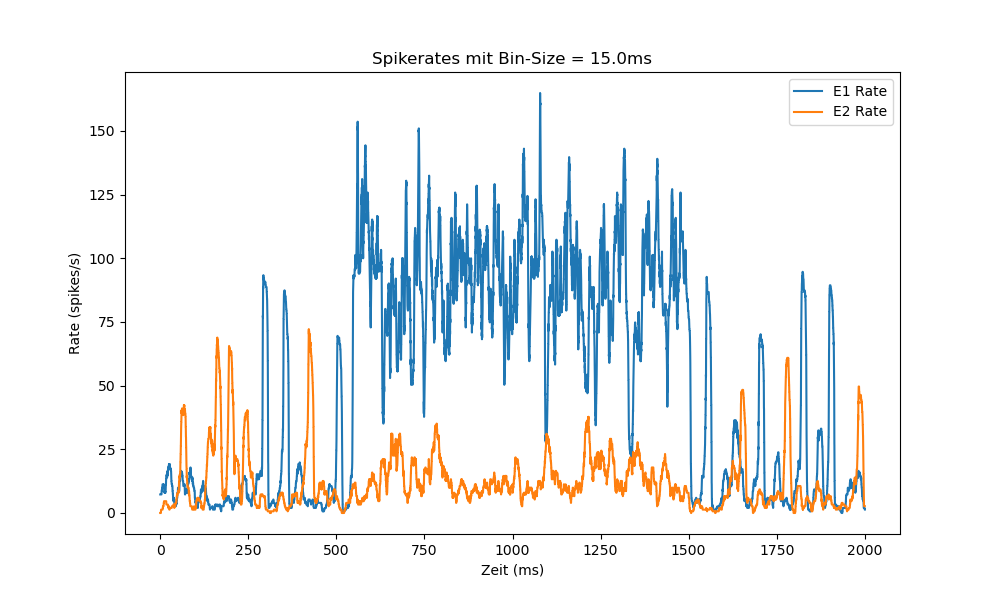 Spikerates mit Bin-Size = 15.0ms
E1 Rate
E2 Rate
Rate (spikes/s)
150
125
100
75
50
25
0
0 250 500 750 1000 1250 1500 1750 2000
Zeit (ms)